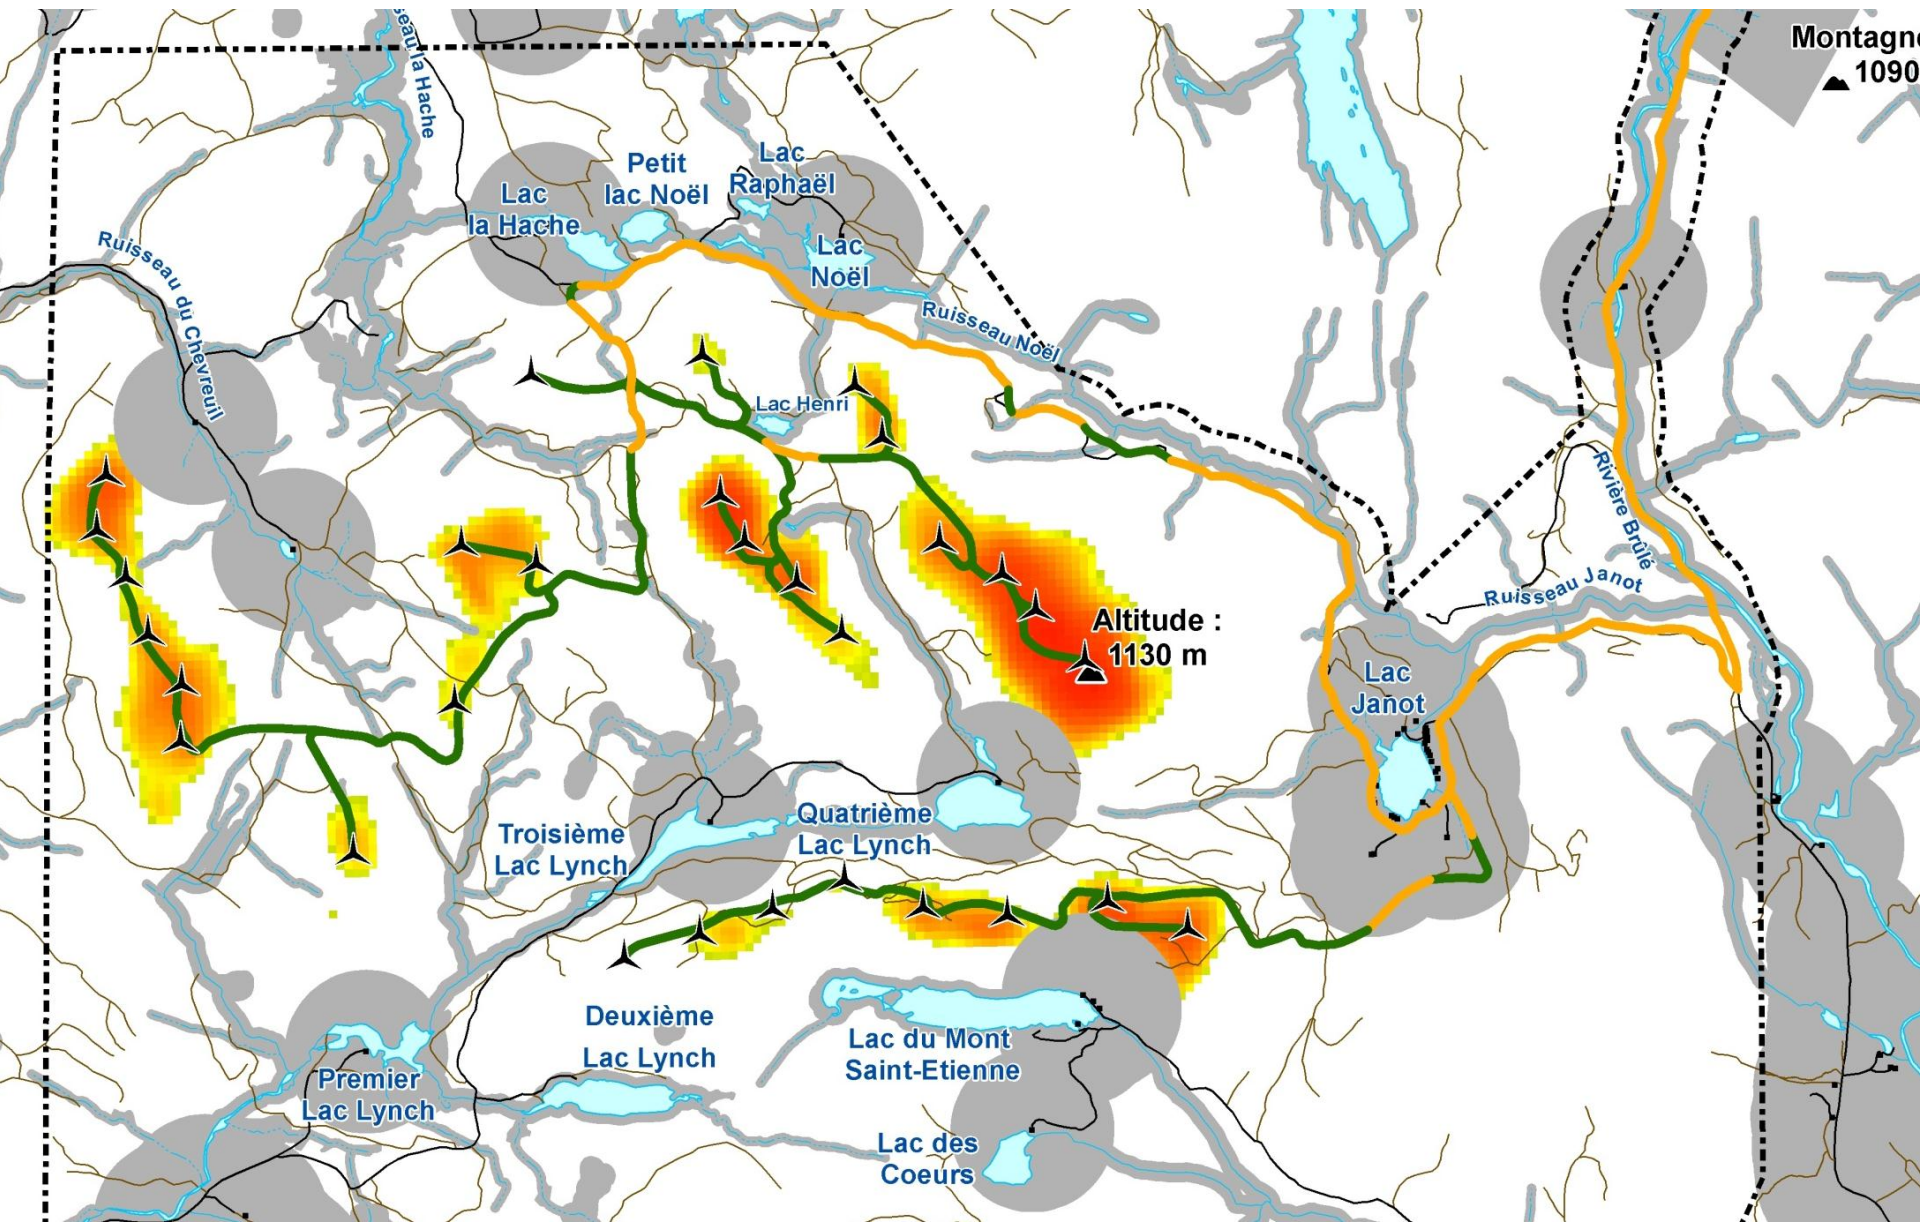 seau la Hache
Montagne
1090
Petit
lac Noël
Lac
Raphaël
Lac
la Hache
Lac
Noël
Ruisseau du Chevreuil
Ruisseau Noël
Lac Henri
Rivière Brûlé
Ruisseau Janot
Altitude :
1130 m
Lac
Janot
Troisième
Lac Lynch
Quatrième
Lac Lynch
Deuxième
Lac Lynch
Lac du Mont
Saint-Etienne
Premier
Lac Lynch
Lac des
Coeurs